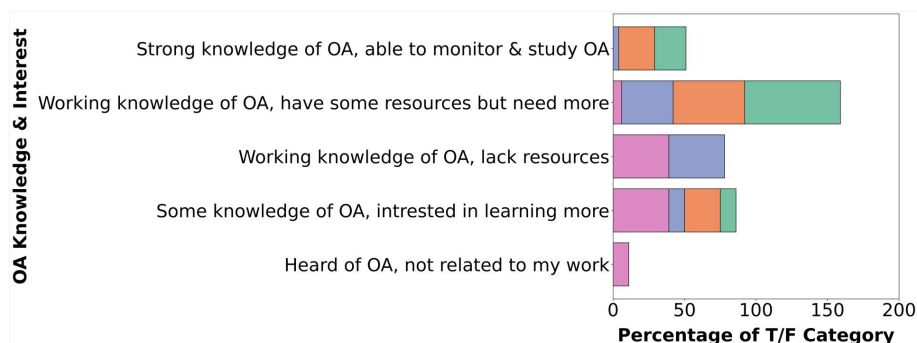 OA Knowledge & Interest
Strong knowledge of OA, able to monitor & study OA
Working knowledge of OA, have some resources but need more
Working knowledge of OA, lack resources
Some knowledge of OA, intrested in learning more
Heard of OA, not related to my work
0 50 100 150 200
Percentage of T/F Category